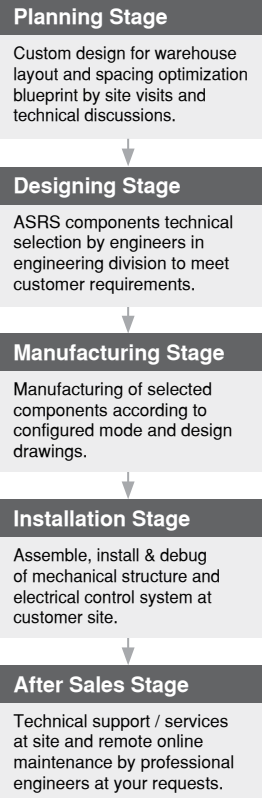 Planning Stage
Custom design for warehouse
layout and spacing optimization
blueprint by site visits and
technical discussions.
Designing Stage
ASRS components technical
selection by engineers in
engineering division to meet
customer requirements.
Manufacturing Stage
Manufacturing of selected
components according to
configured mode and design
drawings.
Installation Stage
Assemble, install & debug
of mechanical structure and
electrical control system at
customer site.
After Sales Stage
Technical support / services
at site and remote online
maintenance by professional
engineers at your requests.